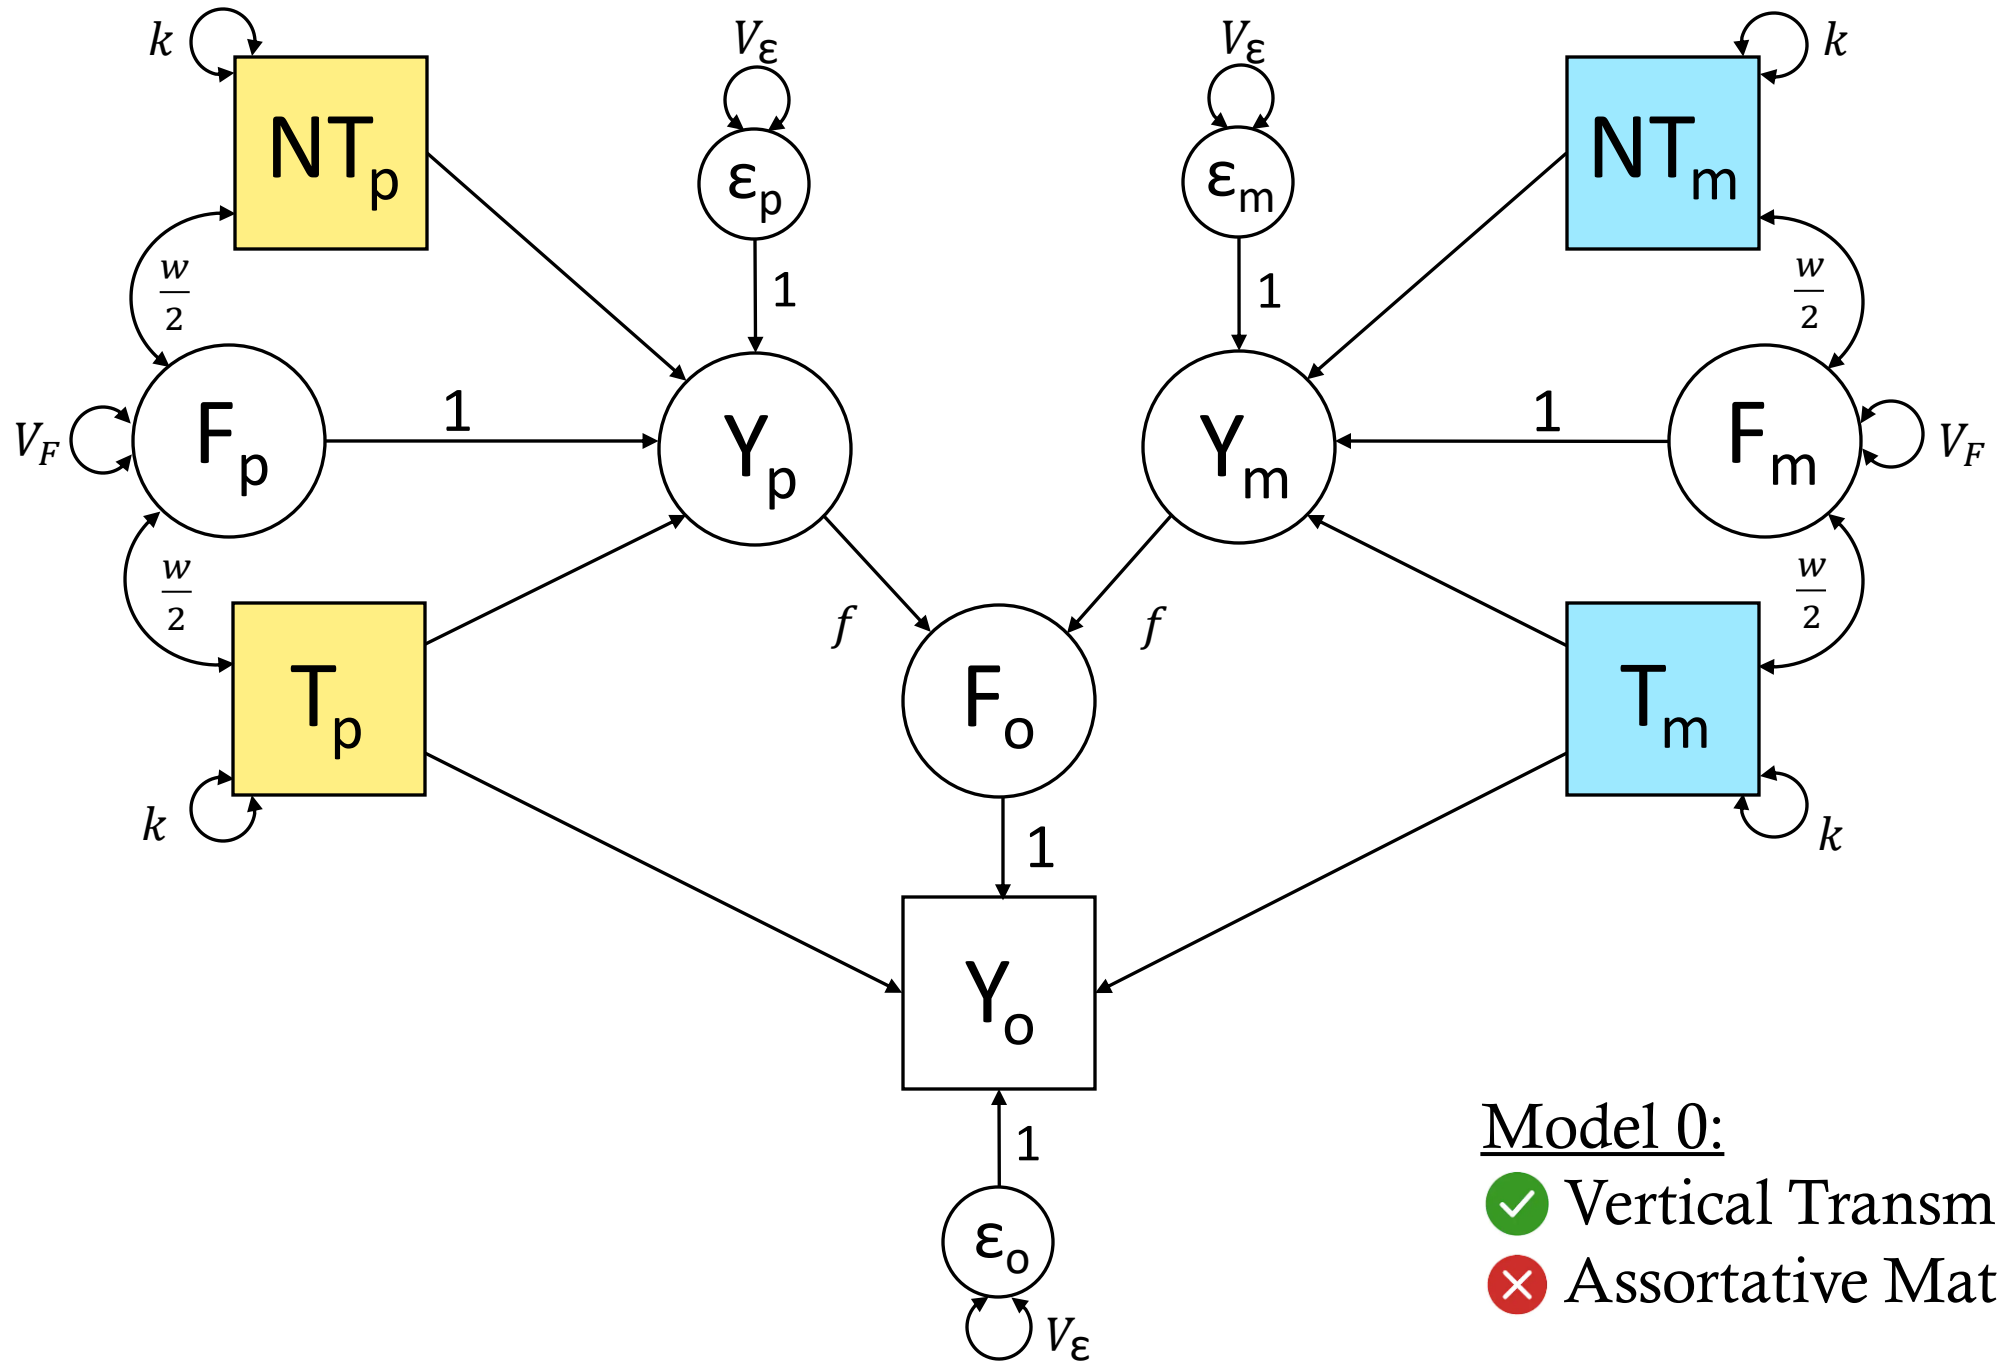 k
NTp
Vε
εp
1
Vε
εm
1
NTm
k
w/2
w/2
VF
Fp
1
Yp
Ym
1
Fm
VF
w/2
f
f
w/2
Tp
k
Fo
1
Tm
k
Yo
1
εo
Vε
Model 0:
Vertical Transm
Assortative Mat